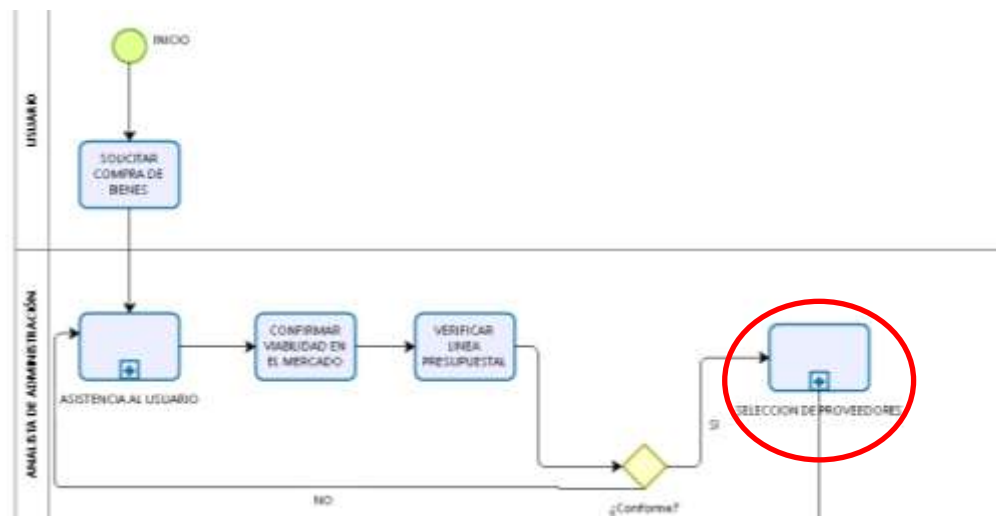 INICIO
USUARIO
SOLICITAR
COMPRA DE
BIENES
ANALISTA DE ADMINISTRACIÓN
ASISTENCIA AL USUARIO
CONFIRMAR
VIABILIDAD EN
EL MERCADO
VERIFICAR
LINEA
PRESUPUESTAL
SELECCION DE PROVEEDORES
SI
NO
¿Conforme?